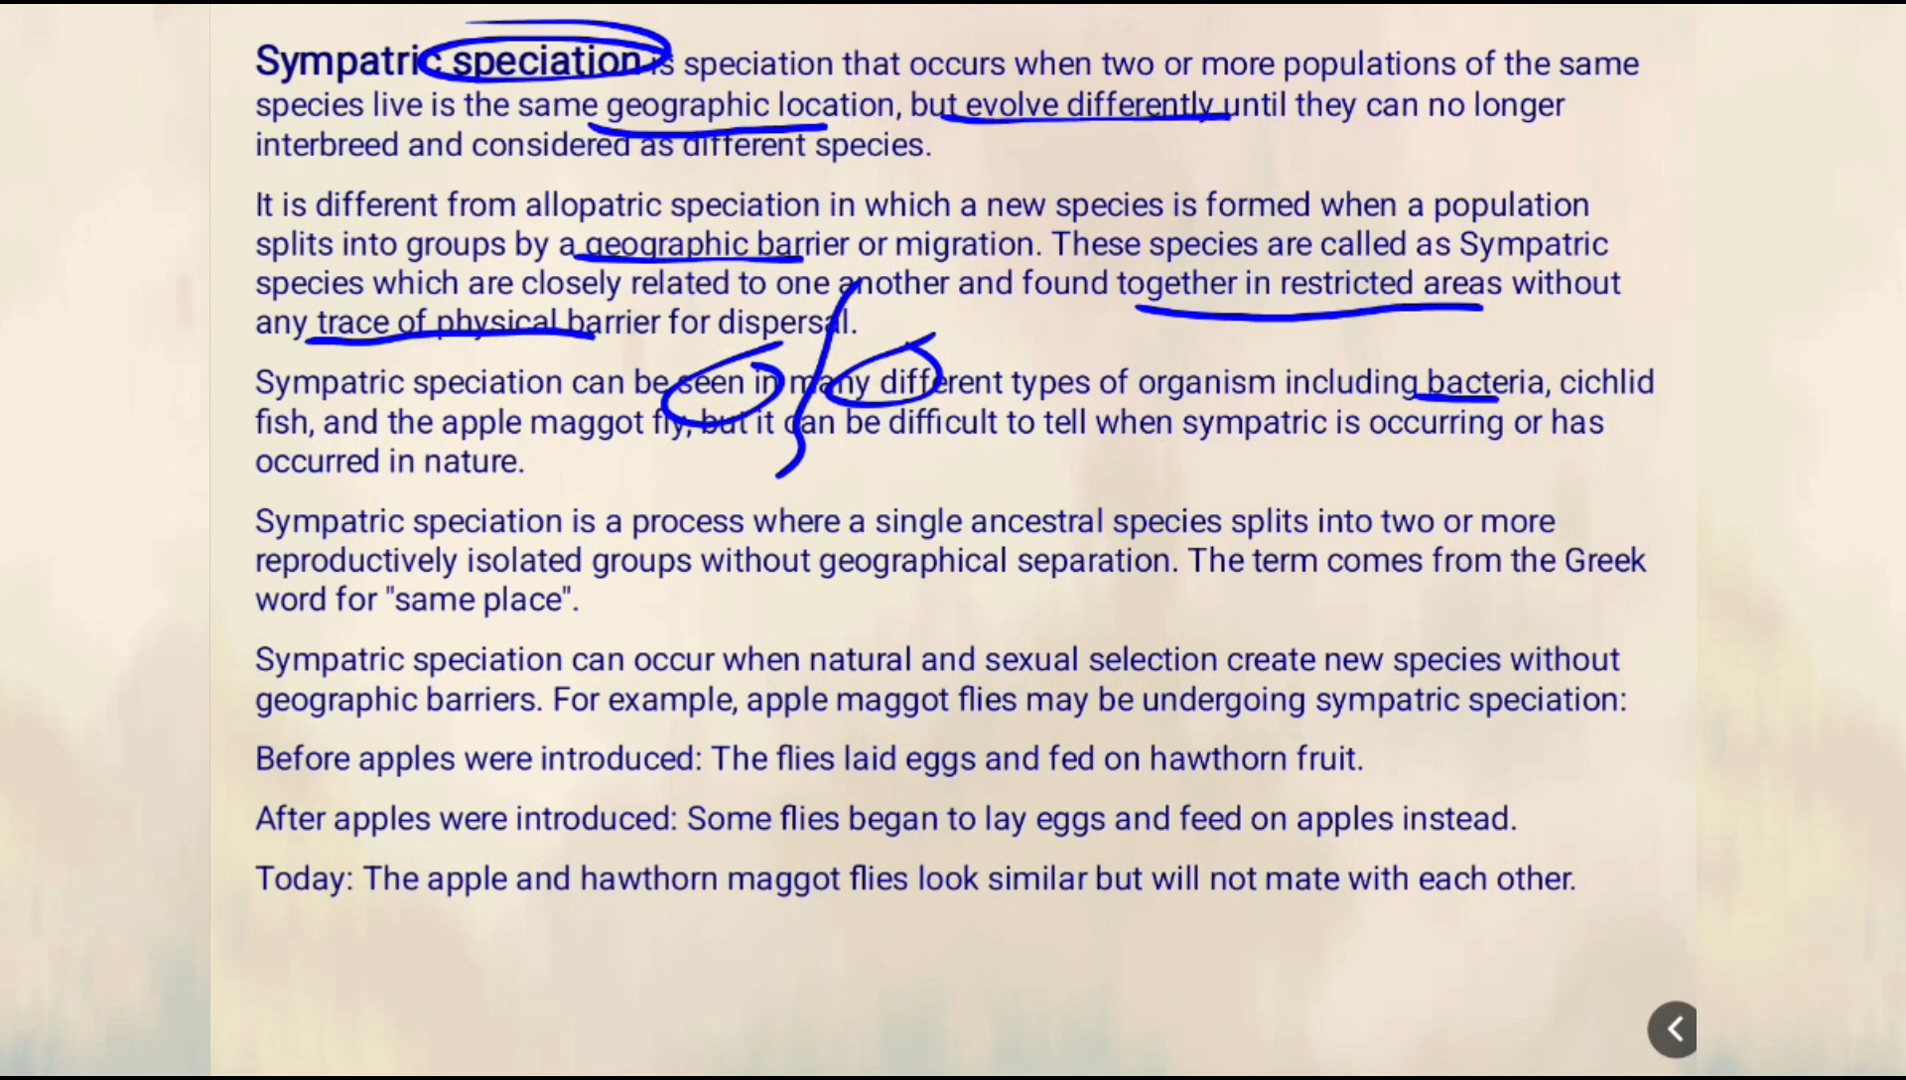 Sympatric speciation is speciation that occurs when two or more populations of the same
species live is the same geographic location, but evolve differently until they can no longer
interbreed and considered as different species.
It is different from allopatric speciation in which a new species is formed when a population
splits into groups by a geographic barrier or migration. These species are called as Sympatric
species which are closely related to one another and found together in restricted areas without
any trace of physical barrier for dispersal.
Sympatric speciation can be seen in many different types of organism including bacteria, cichlid
fish, and the apple maggot fly, but it can be difficult to tell when sympatric is occurring or has
occurred in nature.
Sympatric speciation is a process where a single ancestral species splits into two or more
reproductively isolated groups without geographical separation. The term comes from the Greek
word for "same place".
Sympatric speciation can occur when natural and sexual selection create new species without
geographic barriers. For example, apple maggot flies may be undergoing sympatric speciation:
Before apples were introduced: The flies laid eggs and fed on hawthorn fruit.
After apples were introduced: Some flies began to lay eggs and feed on apples instead.
Today: The apple and hawthorn maggot flies look similar but will not mate with each other.